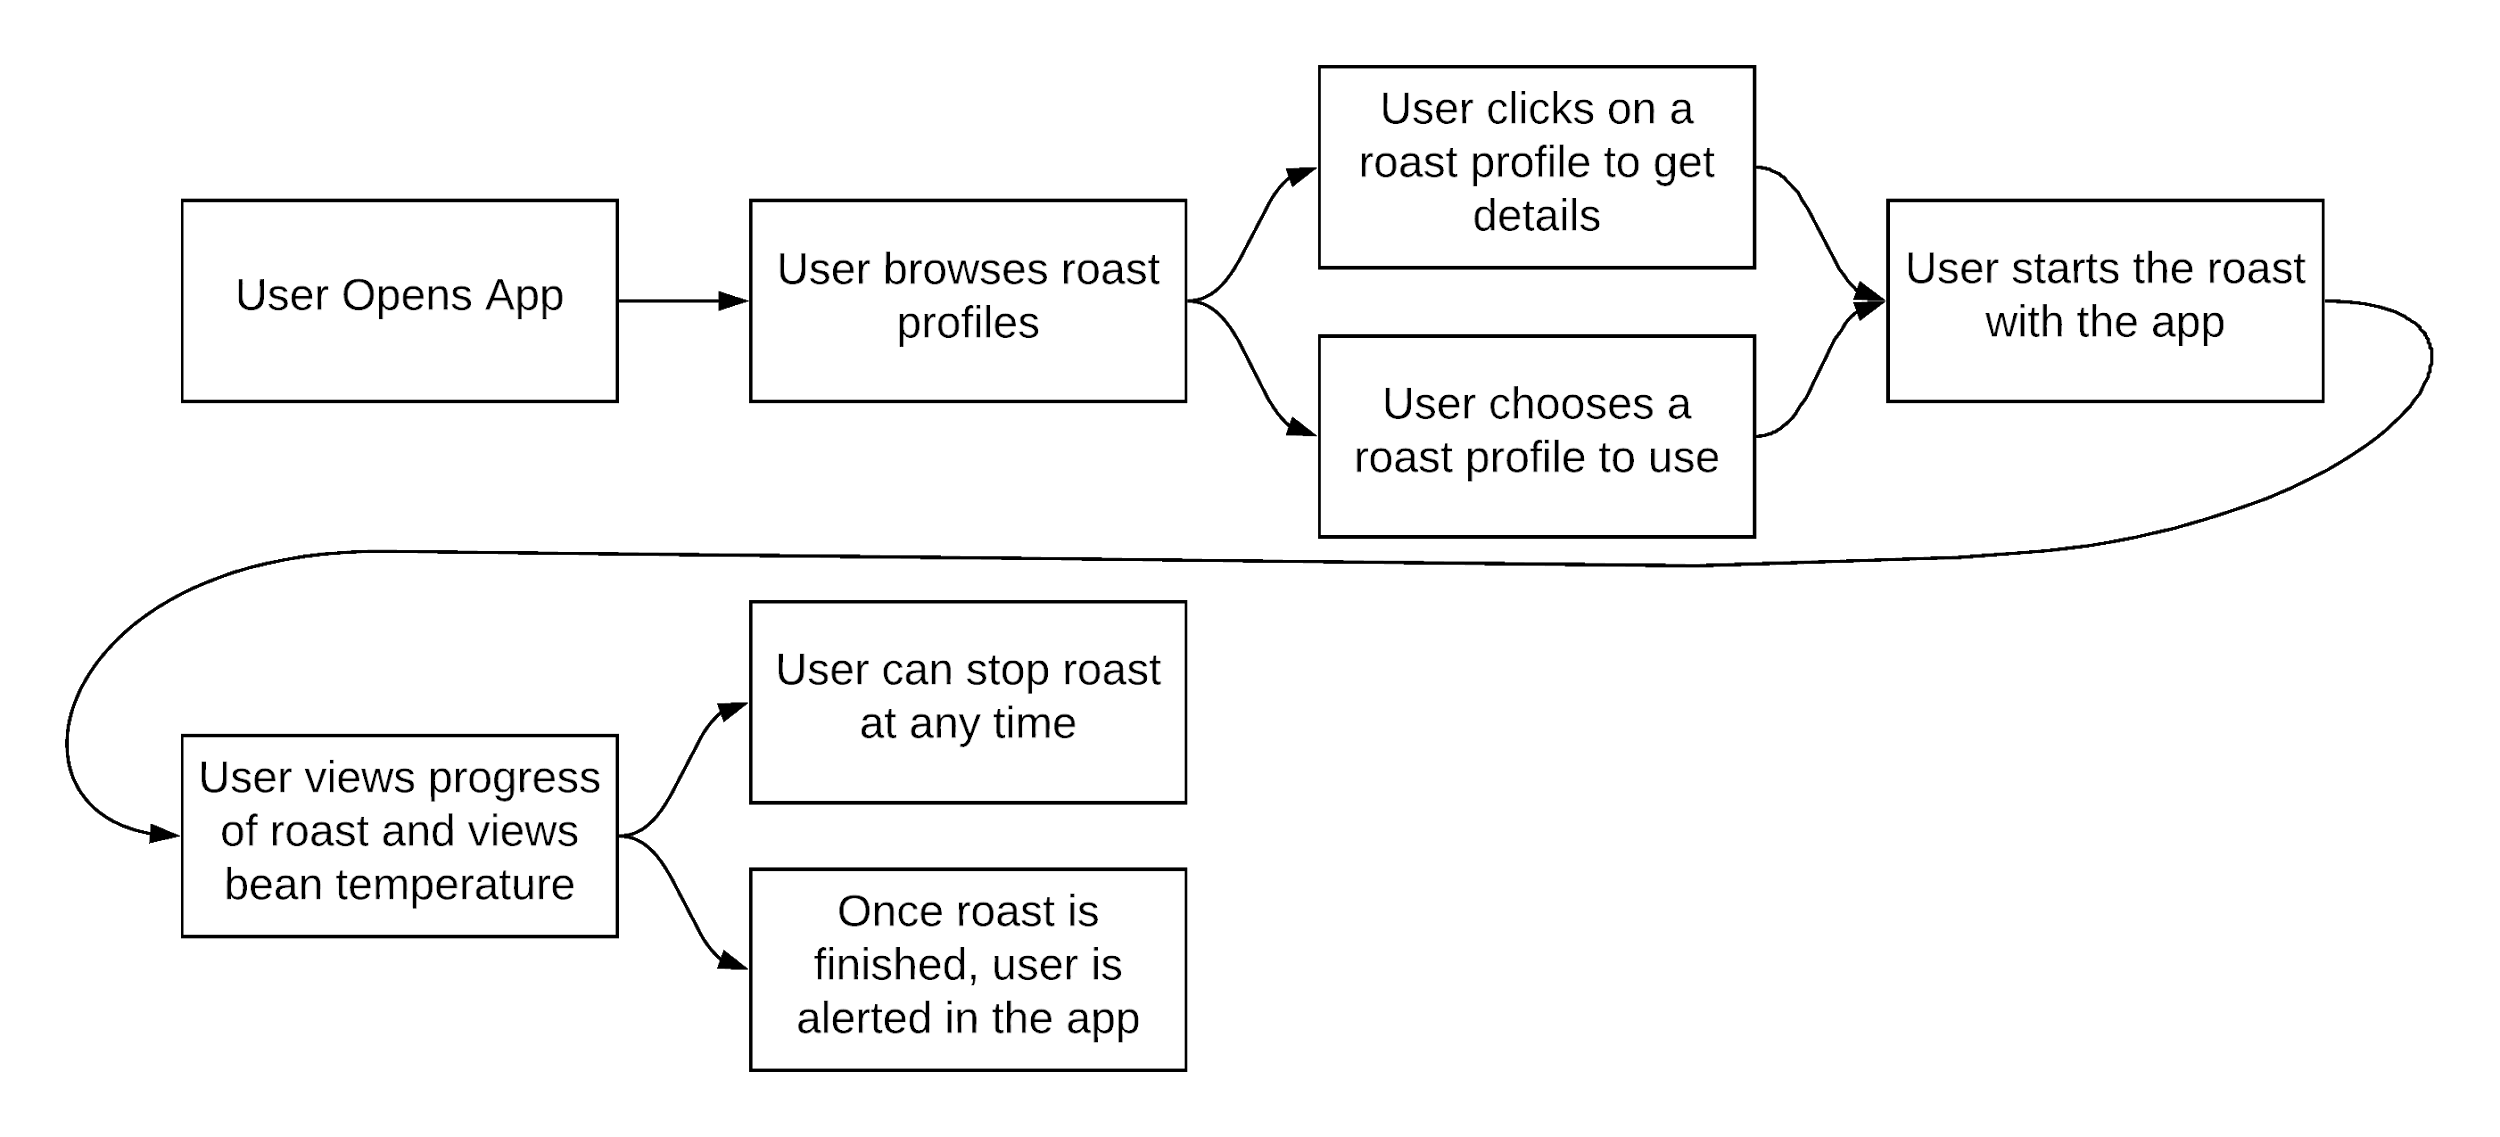 User Opens App
User browses roast
profiles
User clicks on a
roast profile to get
details
User chooses a
roast profile to use
User starts the roast
with the app
User views progress
of roast and views
bean temperature
User can stop roast
at any time
Once roast is
finished, user is
alerted in the app